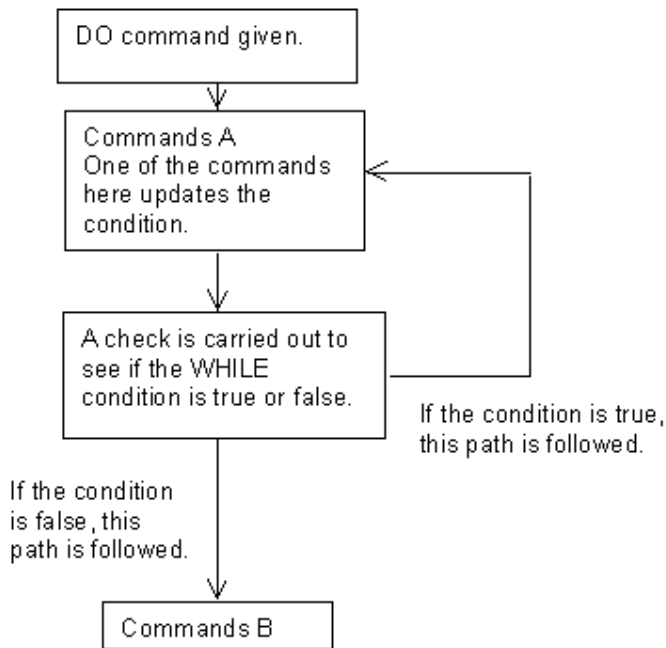 DO command given.
Commands A
One of the commands
here updates the
condition.
A check is carried out to
see if the WHILE
condition is true or false.
If the condition is true,
this path is followed.
If the condition
is false, this
path is followed.
Commands B